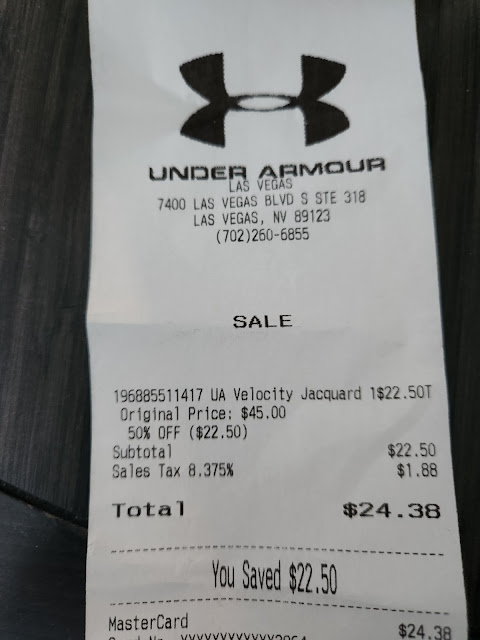 UNDER ARMOUR
LAS VEGAS
7400 LAS VEGAS BLVD S STE 318
LAS VEGAS, NV 89123
(702)260-6855
SALE
196885511417 UA Velocity Jacquard 1$22.50T
Original Price: $45.00
50% OFF ($22.50)
Subtotal $22.50
Sales Tax 8.375% $1.88
Total $24.38
You Saved $22.50
MasterCard $24.38